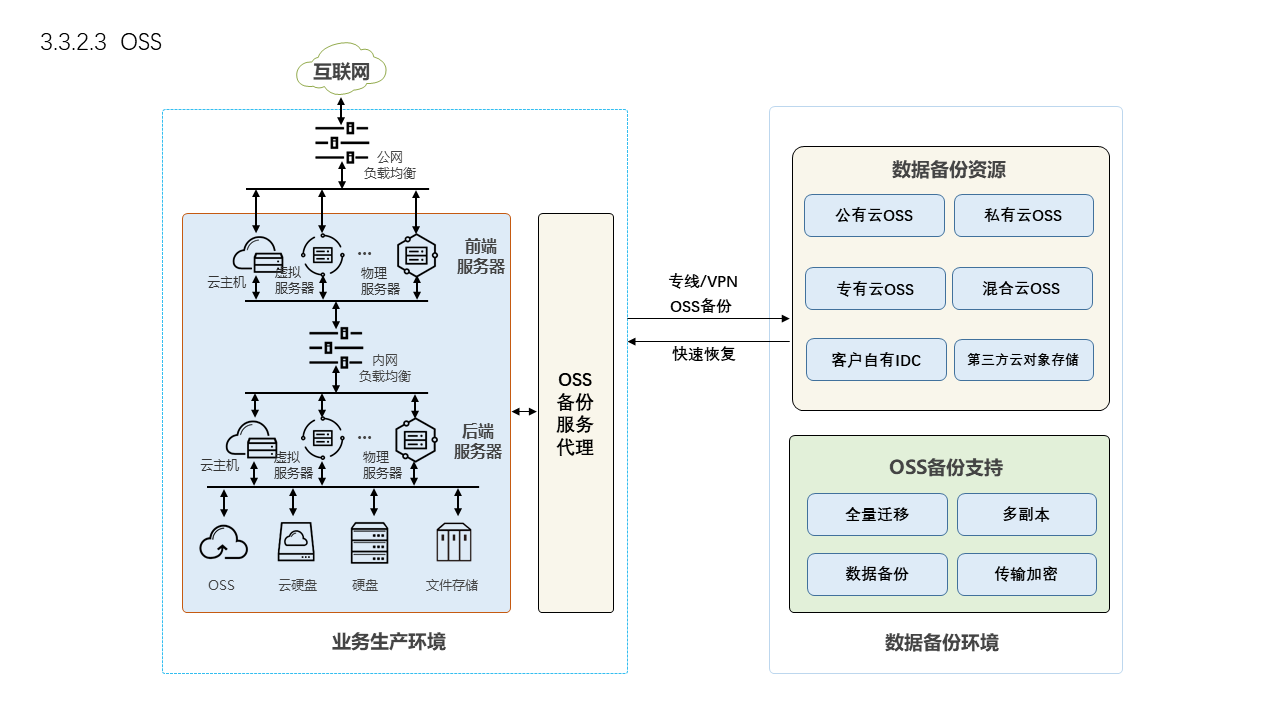 3.3.2.3 OSS
互联网
公网
负载均衡
前端
服务器
云主机
虚拟
服务器
...
物理
服务器
内网
负载均衡
后端
服务器
云主机
虚拟
服务器
...
物理
服务器
OSS
云硬盘
硬盘
文件存储
业务生产环境
OSS
备份
服务
代理
专线/VPN
OSS备份
快速恢复
数据备份资源
公有云OSS
私有云OSS
专有云OSS
混合云OSS
客户自有IDC
第三方云对象存储
OSS备份支持
全量迁移
多副本
数据备份
传输加密
数据备份环境